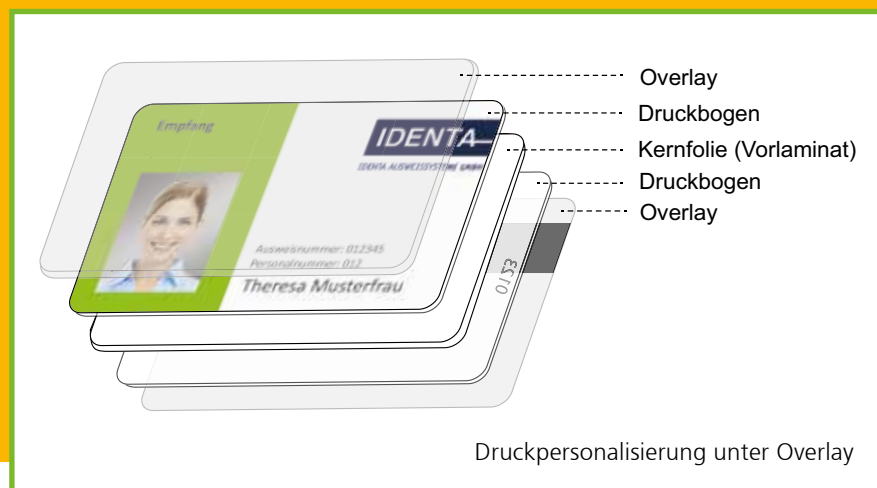 Overlay
Druckbogen
Kernfolie (Vorlaminat)
Druckbogen
Overlay
Empfang
IDENTA
IDENTA AUSWEISSYSTEME GMBH
Ausweisnummer: 012345
Personalnummer: 012
Theresa Musterfrau
0123
Druckpersonalisierung unter Overlay